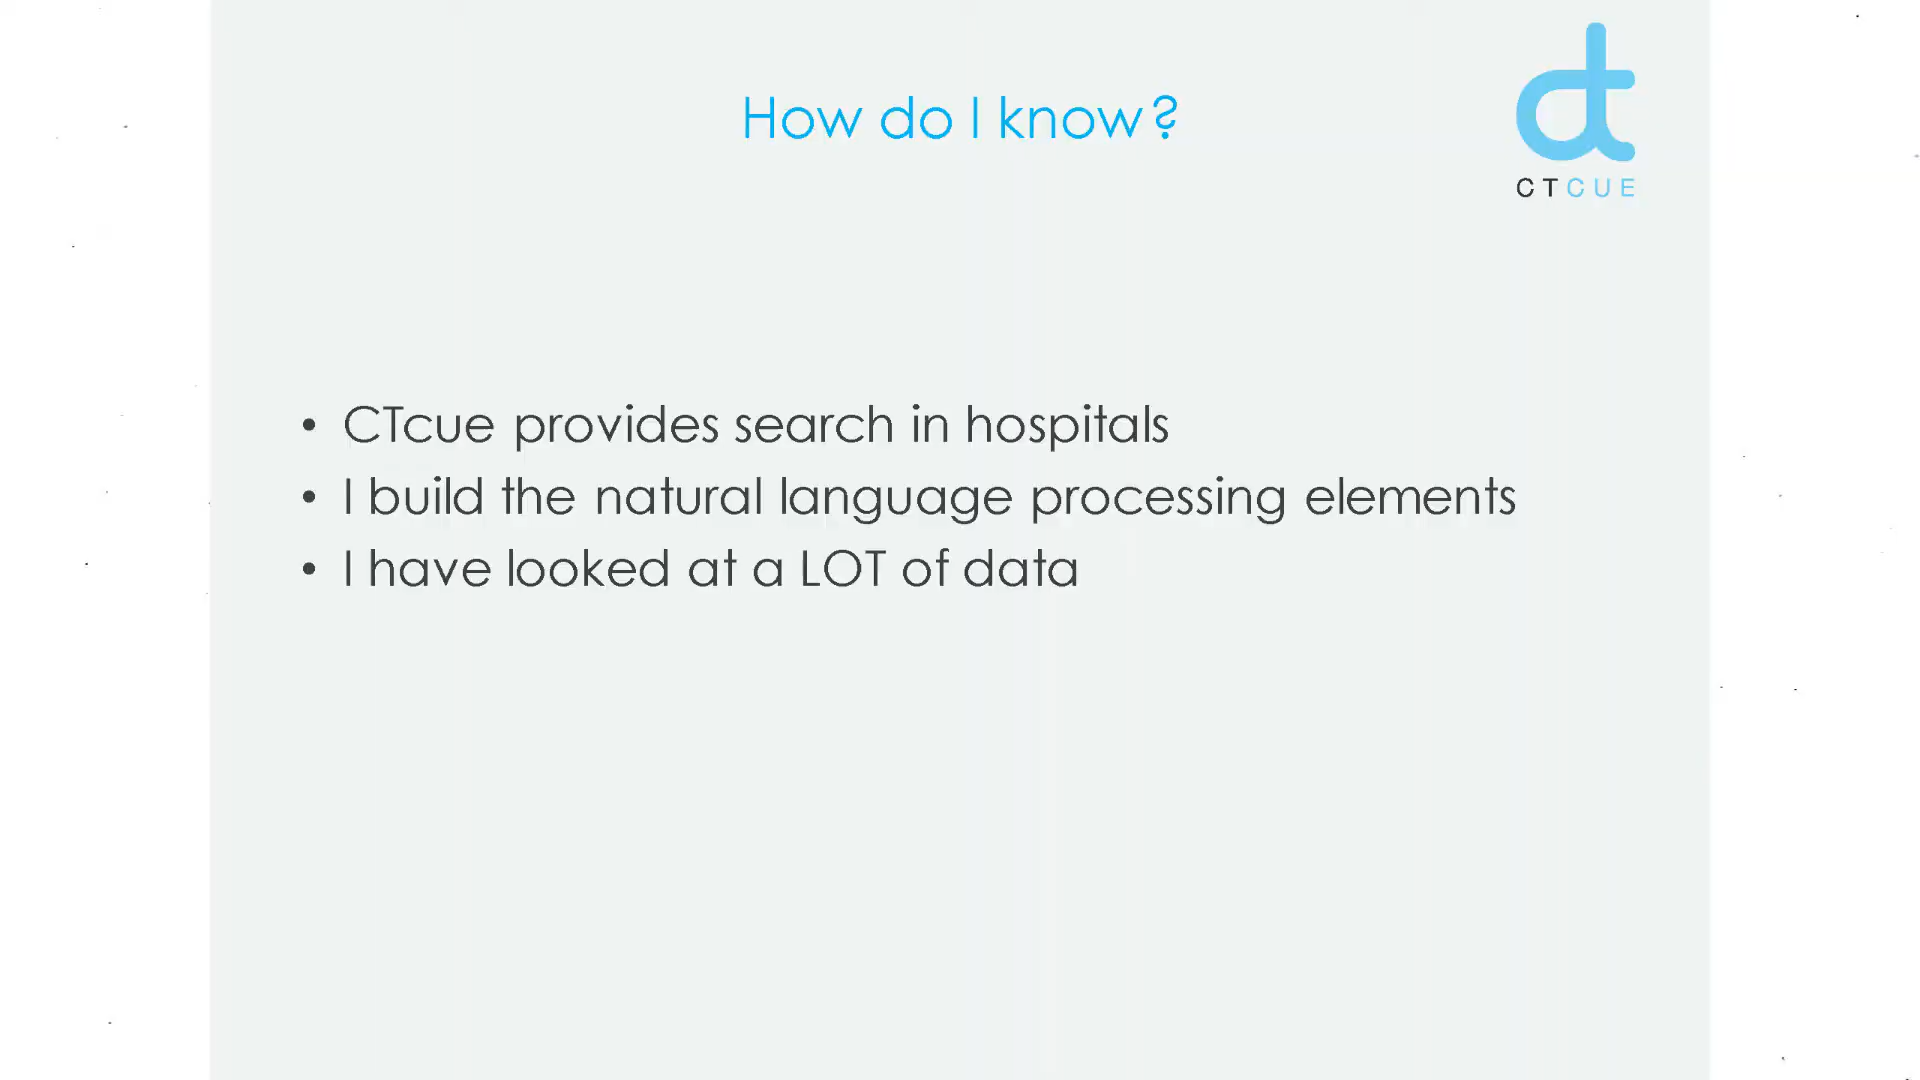 How do I know?
CTCUE
• CTcue provides search in hospitals
• I build the natural language processing elements
• I have looked at a LOT of data